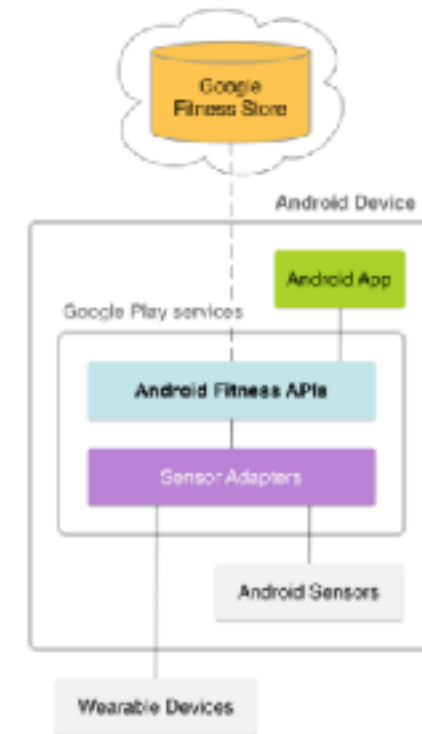 Google
Fitness Store
Android Device
Android App
Google Play services
Android Fitness APIs
Sensor Adapters
Android Sensors
Wearable Devices